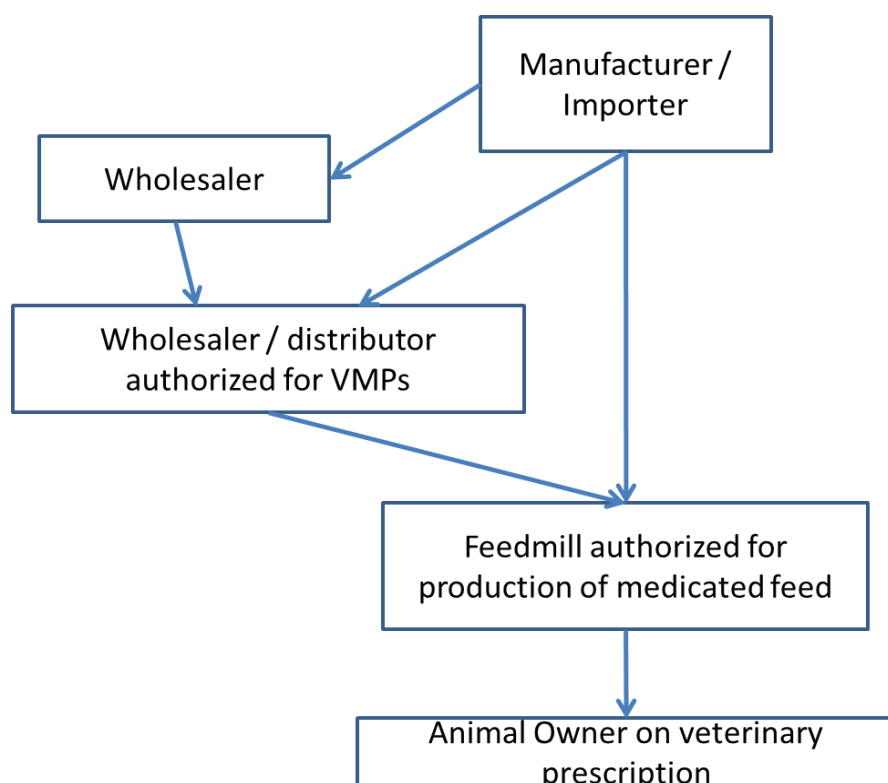 Manufacturer /
Importer
Wholesaler
Wholesaler / distributor
authorized for VMPs
Feedmill authorized for
production of medicated feed
Animal Owner on veterinary
prescription